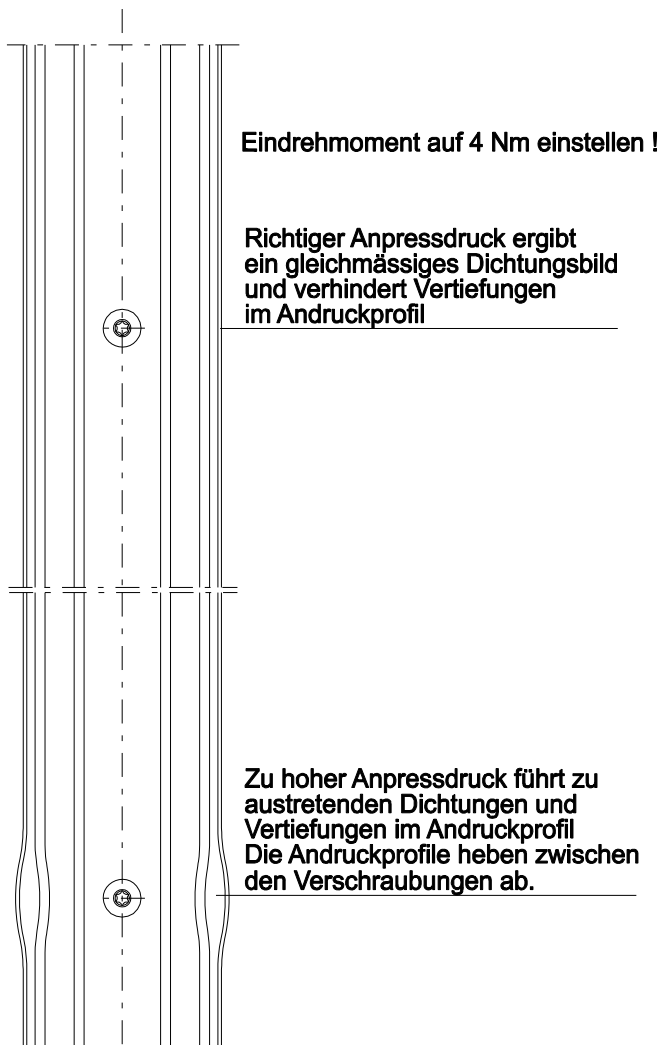 Eindrehmoment auf 4 Nm einstellen !
Richtiger Anpressdruck ergibt
ein gleichmässiges Dichtungsbild
und verhindert Vertiefungen
im Andruckprofil
Zu hoher Anpressdruck führt zu
austretenden Dichtungen und
Vertiefungen im Andruckprofil
Die Andruckprofile heben zwischen
den Verschraubungen ab.